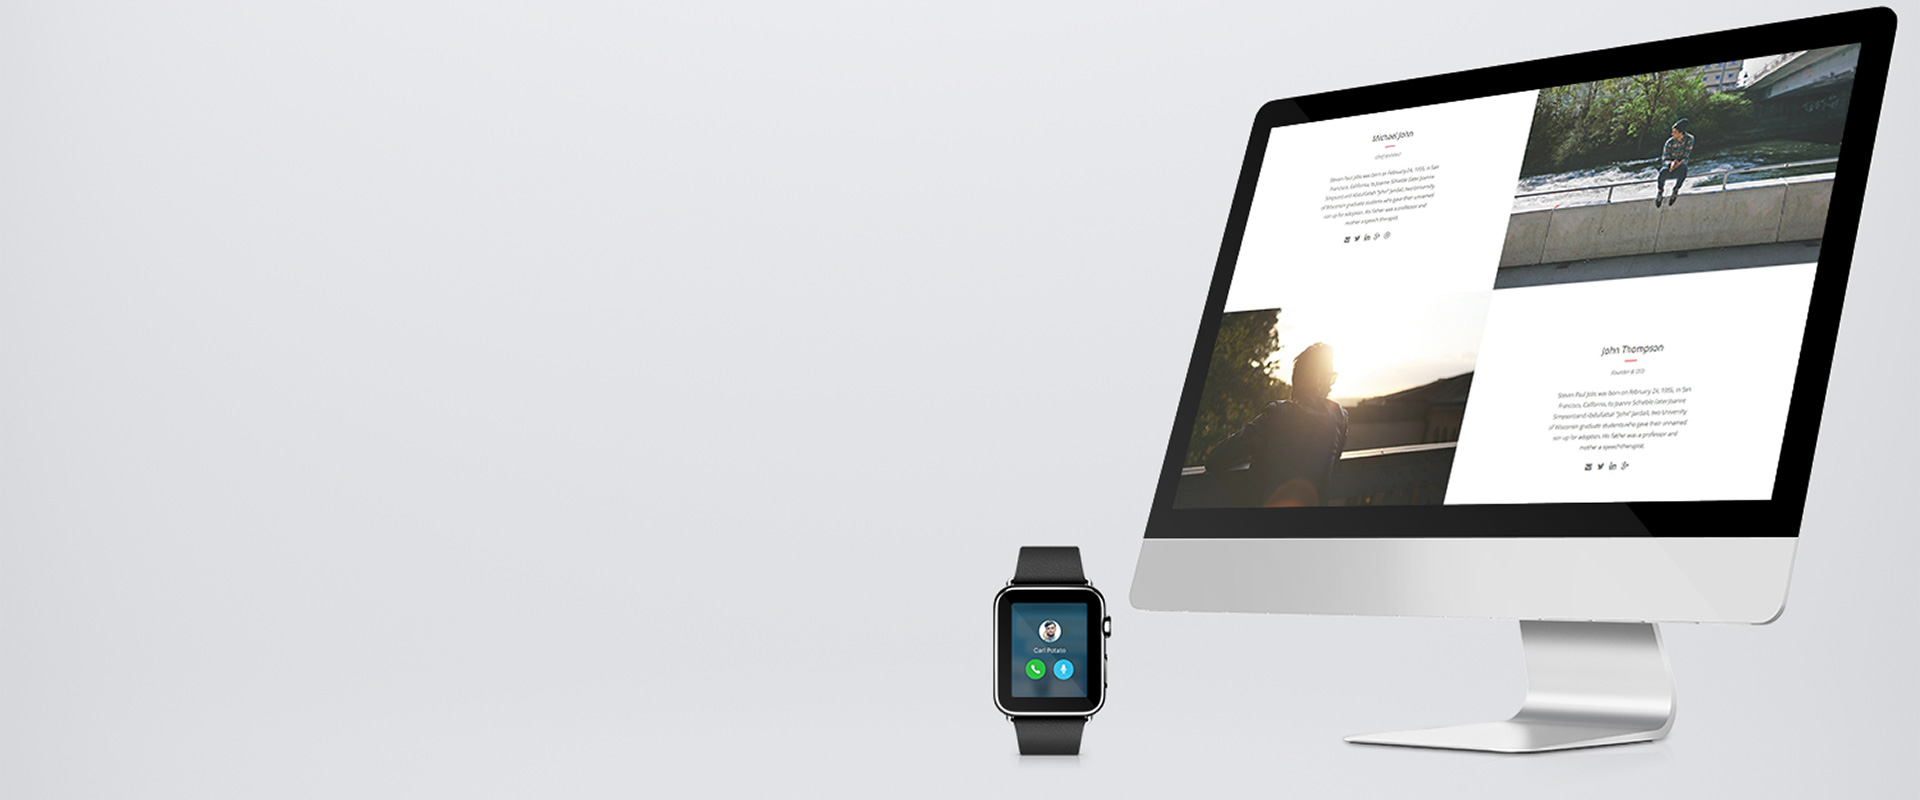 Michael John
Steven Paul Jobs was born on February 24, 1955, in San
Francisco, California, to Joanne Schieble (later Joanne
Simpson) and Abdulfattah "John" Jandali, two University
of Wisconsin graduate students who gave their unnamed
son up for adoption. His father was a professor and
mother a speech therapist.
John Thompson
Founder & CEO
Steven Paul Jobs was born on February 24, 1955, in San
Francisco, California, to Joanne Schieble (later Joanne
Simpson) and Abdulfattah "John" Jandali, two University
of Wisconsin graduate students who gave their unnamed
son up for adoption. His father was a professor and
mother a speech therapist.
Carl Potato